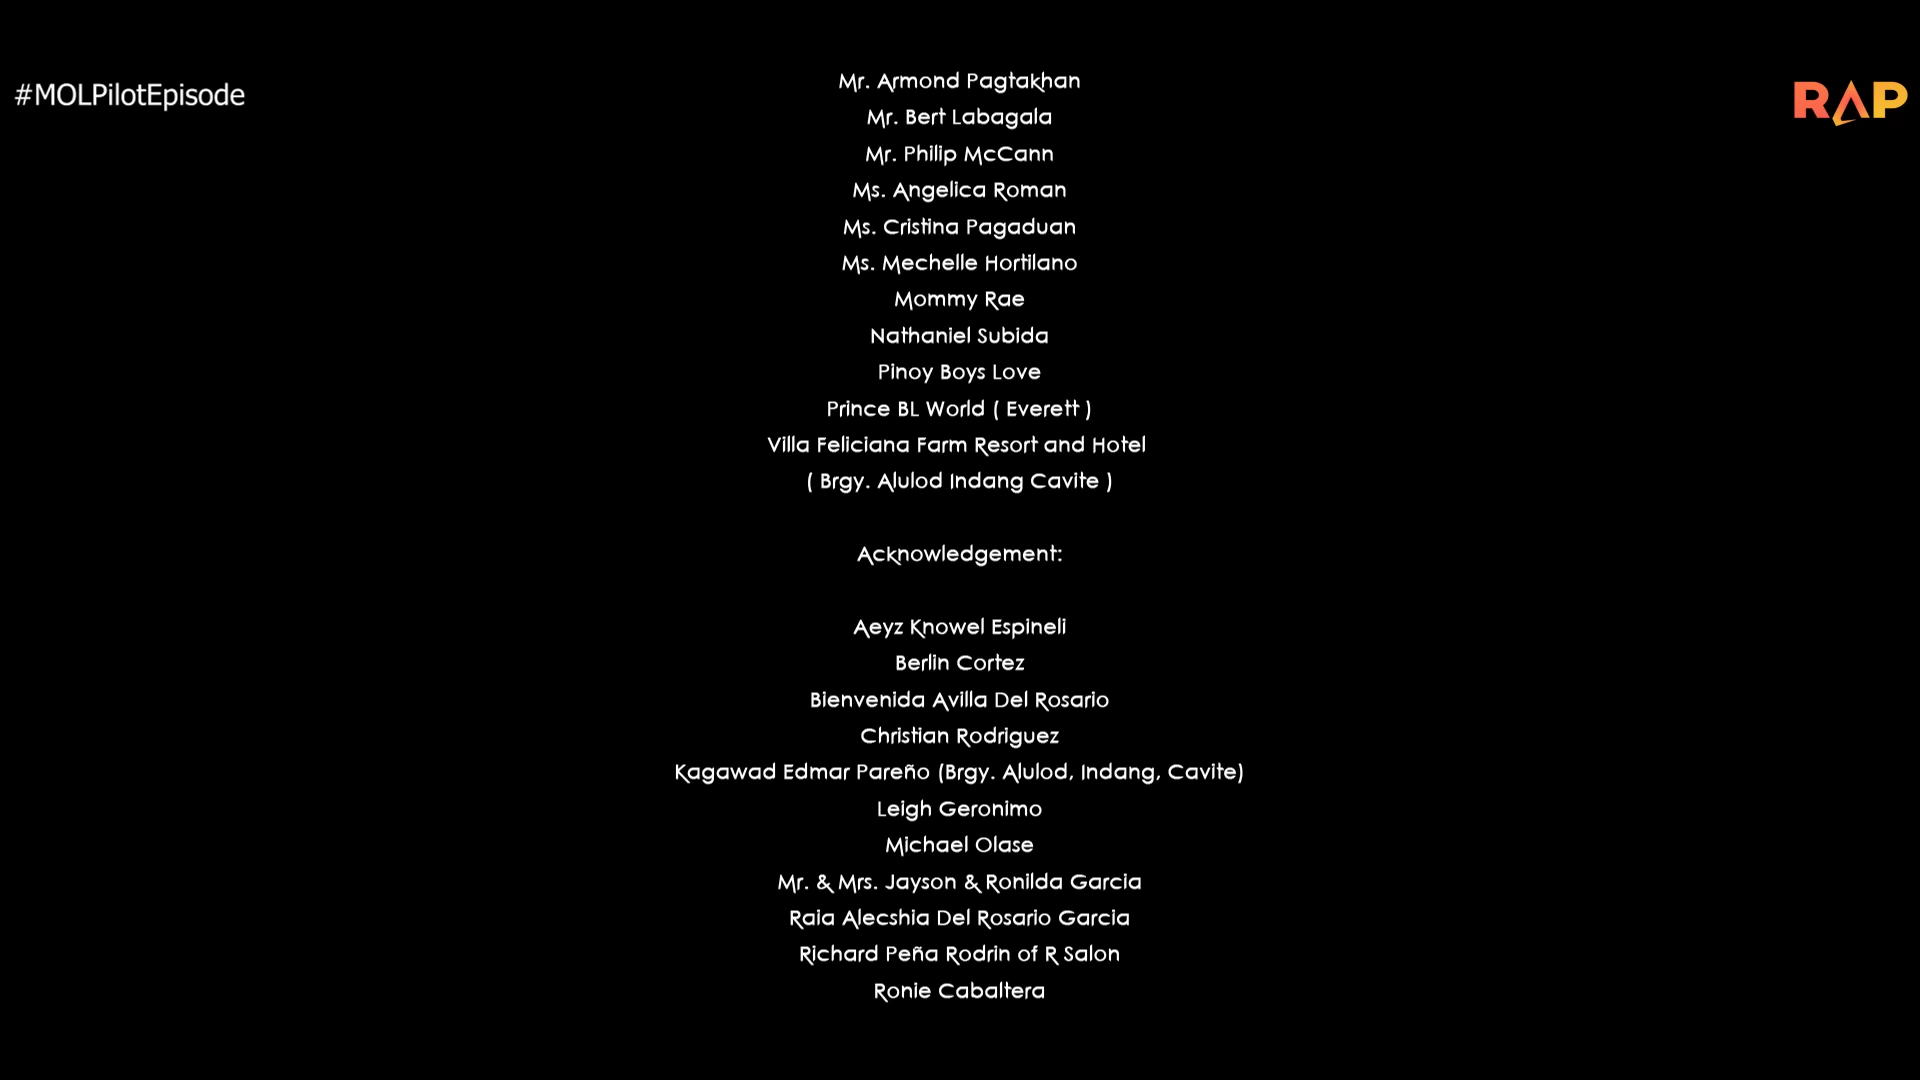 #MOLPilotEpisode
RAP
Mr. Armond Pagtakhan
Mr. Bert Labagala
Mr. Philip McCann
Ms. Angelica Roman
Ms. Cristina Pagaduan
Ms. Mechelle Hortilano
Mommy Rae
Nathaniel Subida
Pinoy Boys Love
Prince BL World ( Everett )
Villa Feliciana Farm Resort and Hotel
( Brgy. Alulod Indang Cavite )
Acknowledgement:
Aeyz Knowel Espineli
Berlin Cortez
Bienvenida Avilla Del Rosario
Christian Rodriguez
Kagawad Edmar Pareño (Brgy. Alulod, Indang, Cavite)
Leigh Geronimo
Michael Olase
Mr. & Mrs. Jayson & Ronilda Garcia
Raia Alecshia Del Rosario Garcia
Richard Peña Rodrin of R Salon
Ronie Cabaltera